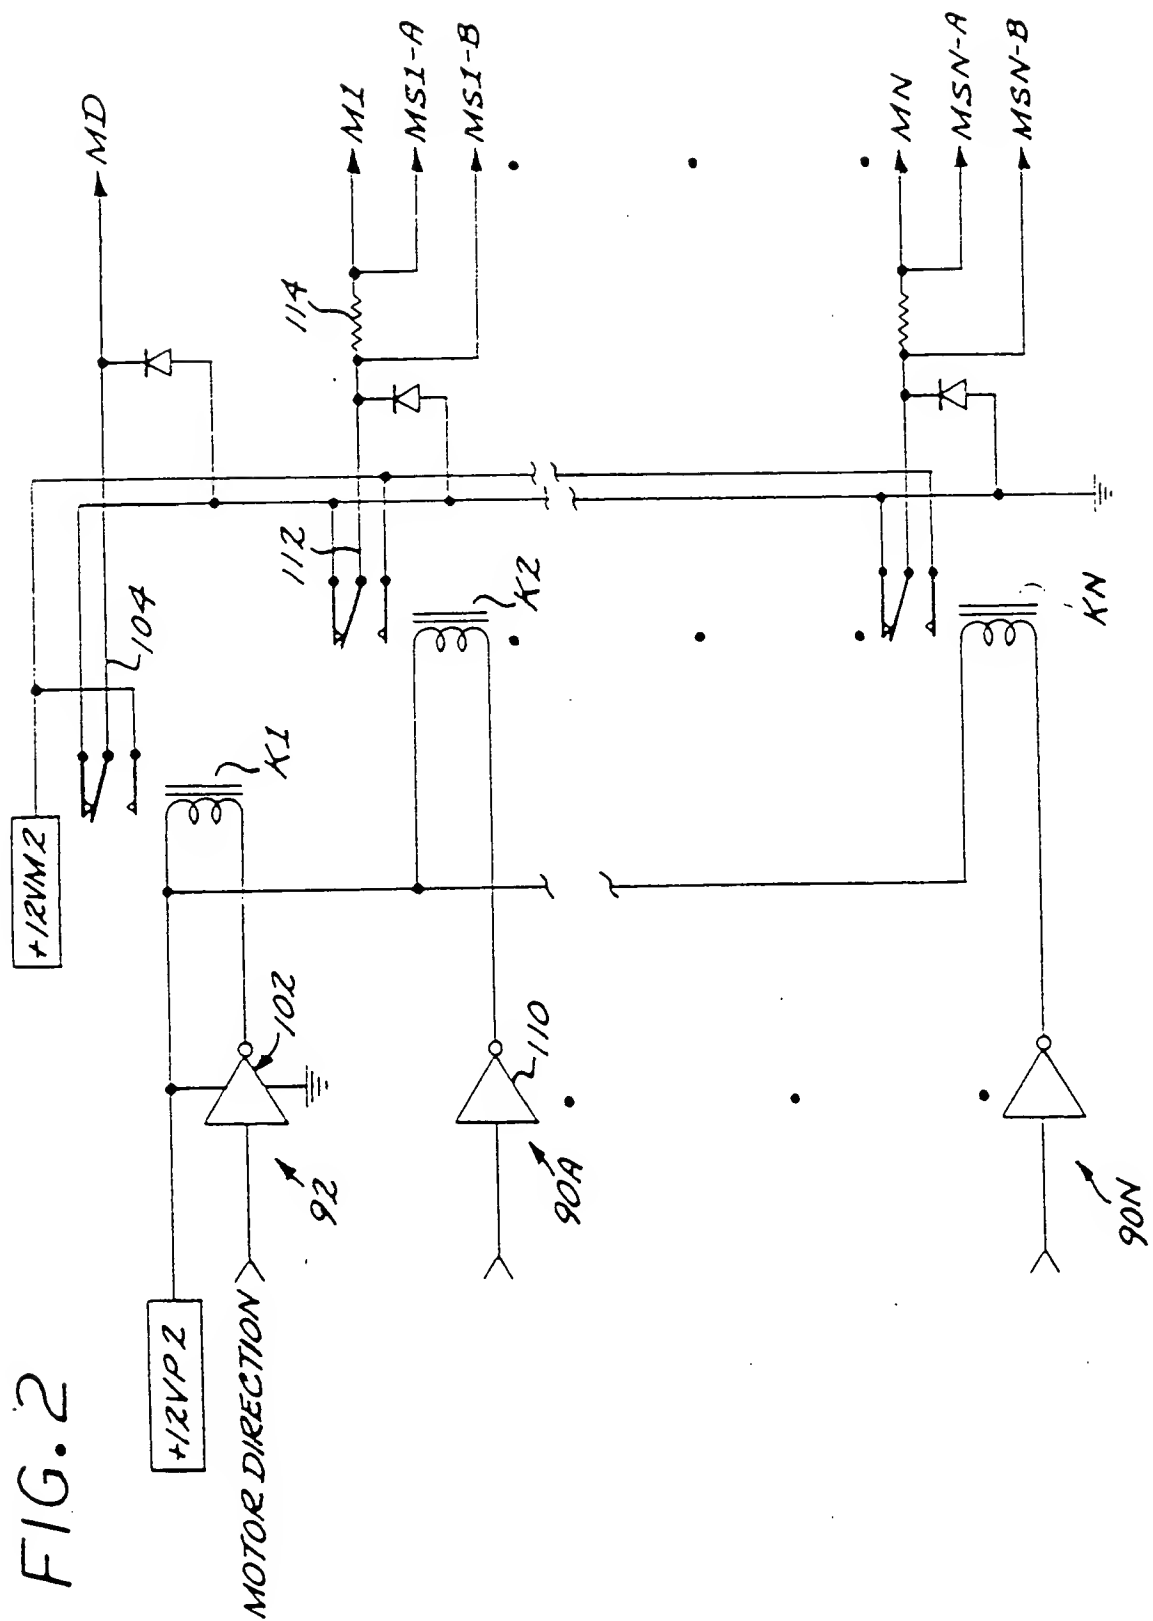 FIG. 2
+12VM2
MD
104
+12VP2
K1
MOTOR DIRECTION
102
92
112
114
M1
MS1-A
MS1-B
K2
110
90A
MN
MSN-A
MSN-B
KN
90N